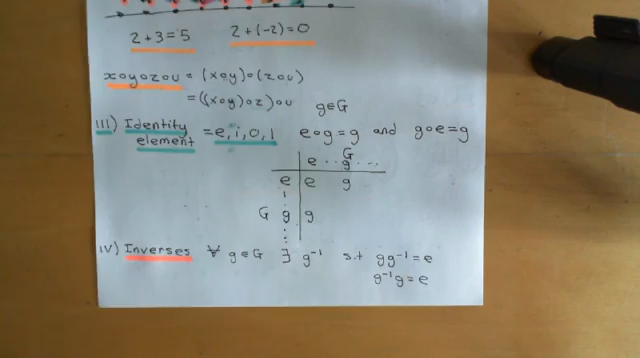 2+3=5 2+(-2)=0
x∘y∘z∘u = (x∘y)∘(z∘u)
= ((x∘y)∘z)∘u g∈G
III) Identity element = e, i, 0, 1 e∘g=g and g∘e=g
G
e ·· g ···
e e g
G g g
IV) Inverses ∀ g∈G ∃ g⁻¹ s.t gg⁻¹=e
g⁻¹g=e